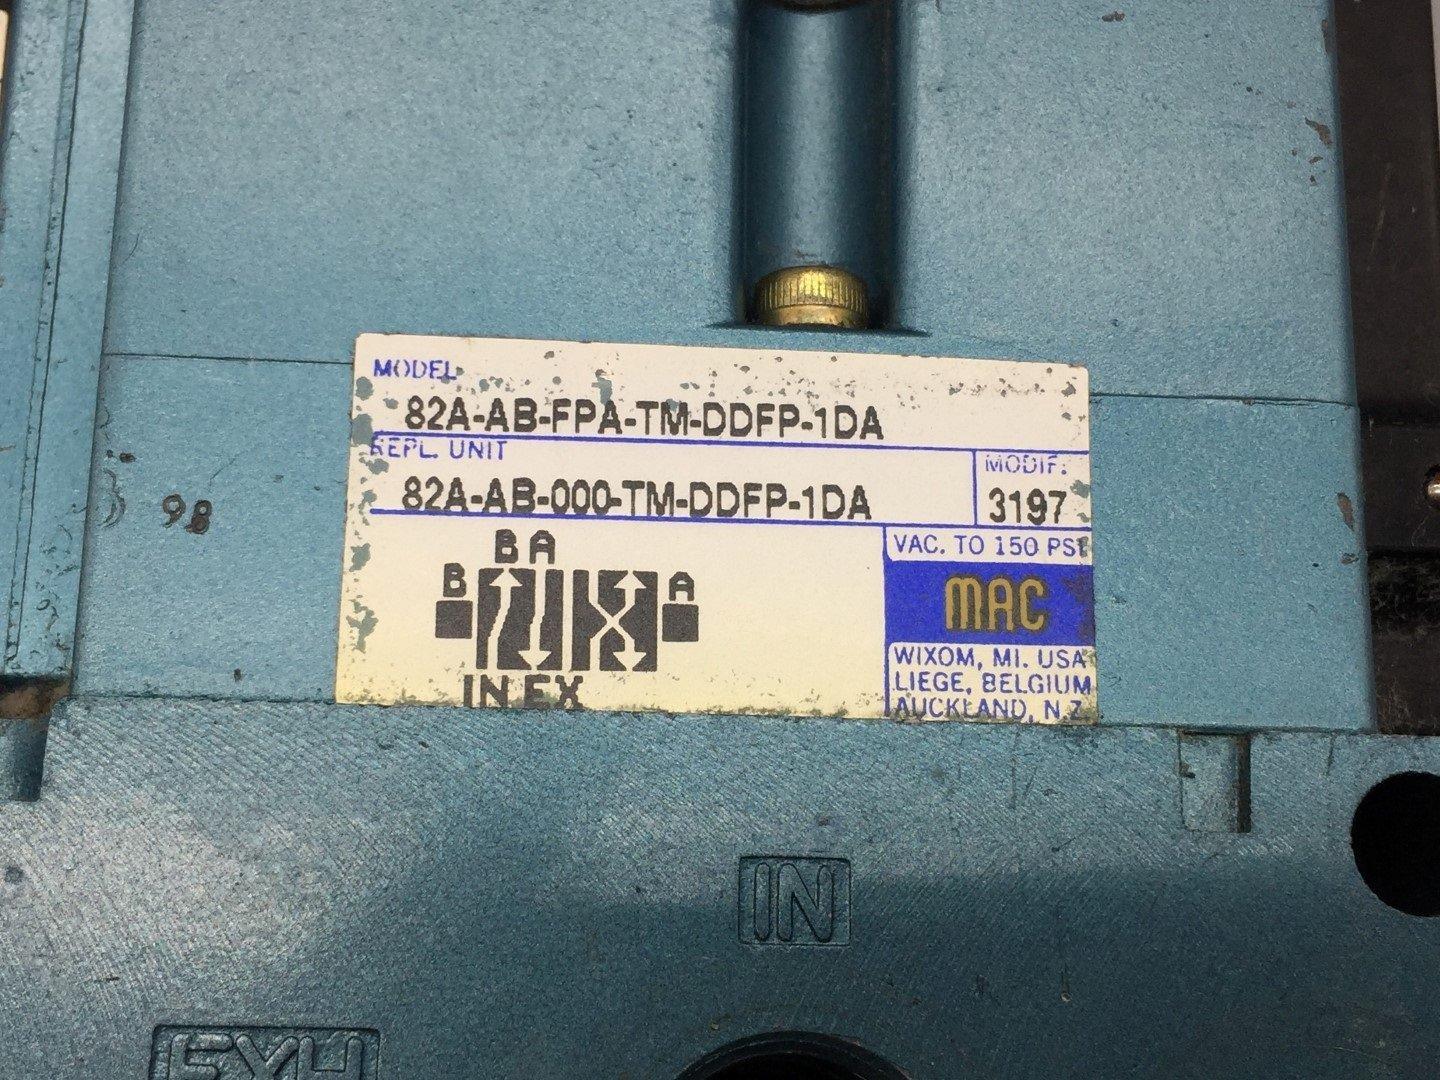 MODEL
82A-AB-FPA-TM-DDFP-1DA
REPL. UNIT
MODIF:
82A-AB-000-TM-DDFP-1DA
3197
98
VAC. TO 150 PSI
B A
B
A
IN EX
MAC
WIXOM, MI. USA
LIEGE, BELGIUM
AUCKLAND, N.Z.
IN
EXH